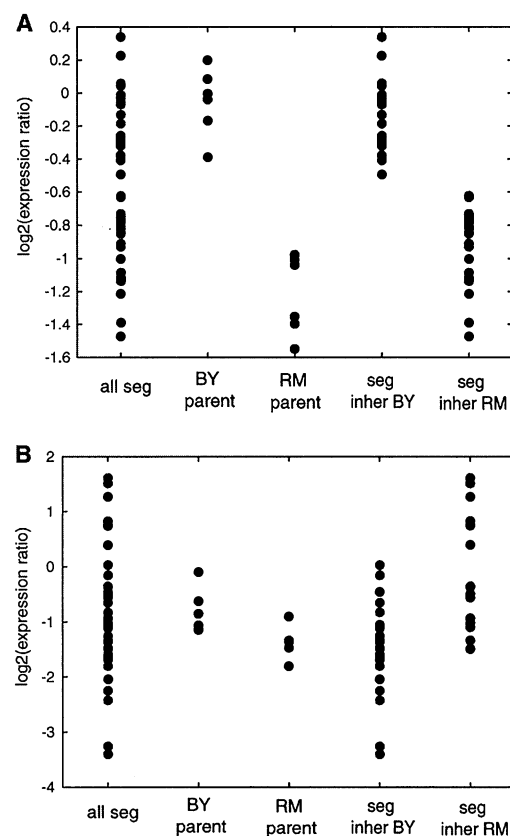 A
0.4
0.2
0
-0.2
-0.4
-0.6
-0.8
-1
-1.2
-1.4
-1.6
log2(expression ratio)
all seg
BY parent
RM parent
seg inher BY
seg inher RM
B
2
1
0
-1
-2
-3
-4
log2(expression ratio)
all seg
BY parent
RM parent
seg inher BY
seg inher RM